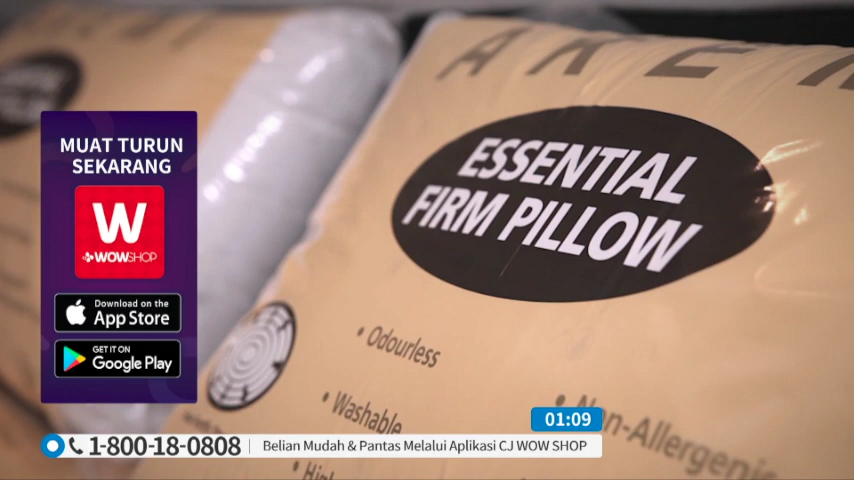 AKEM
ESSENTIAL
FIRM PILLOW
• Odourless
• Washable
• Non-Allergenic
MUAT TURUN
SEKARANG
W
WOWSHOP
Download on the
App Store
GET IT ON
Google Play
01:09
1-800-18-0808
Belian Mudah & Pantas Melalui Aplikasi CJ WOW SHOP